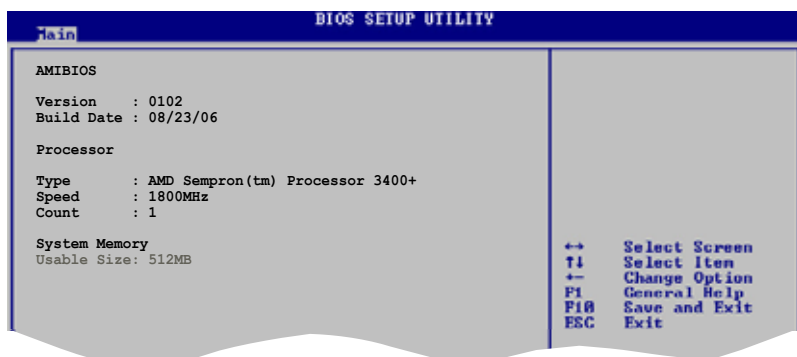 BIOS SETUP UTILITY
Main
AMIBIOS
Version : 0102
Build Date : 08/23/06
Processor
Type : AMD Sempron(tm) Processor 3400+
Speed : 1800MHz
Count : 1
System Memory
Usable Size: 512MB
↔ Select Screen
↑↓ Select Item
+- Change Option
F1 General Help
F10 Save and Exit
ESC Exit